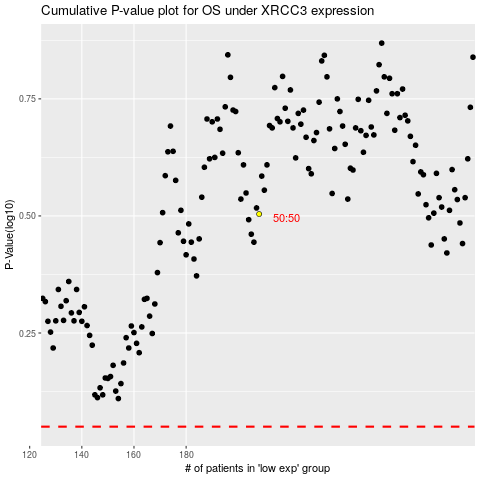 Cumulative P-value plot for OS under XRCC3 expression
P-Value(log10)
0.75
0.50
0.25
50:50
120 140 160 180
# of patients in 'low exp' group